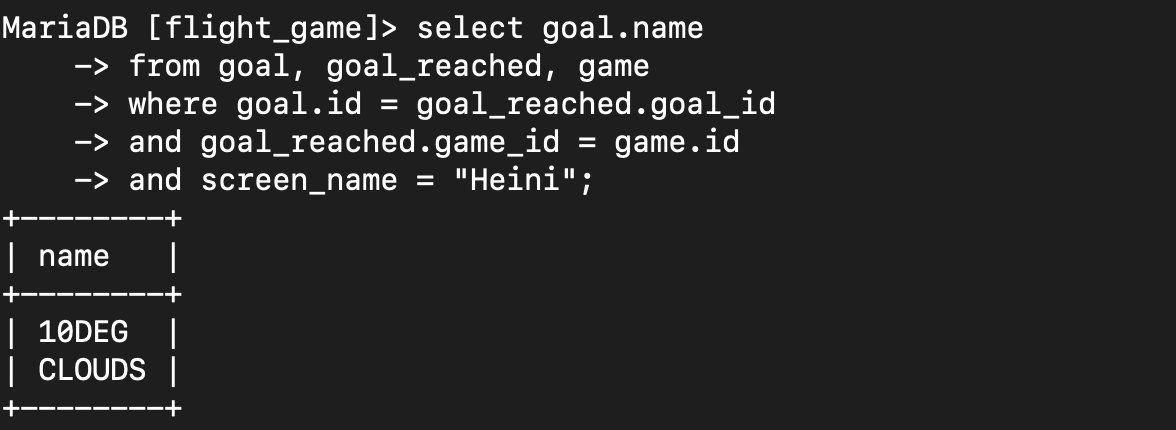 MariaDB [flight_game]> select goal.name
    -> from goal, goal_reached, game
    -> where goal.id = goal_reached.goal_id
    -> and goal_reached.game_id = game.id
    -> and screen_name = "Heini";
+--------+
| name   |
+--------+
| 10DEG  |
| CLOUDS |
+--------+